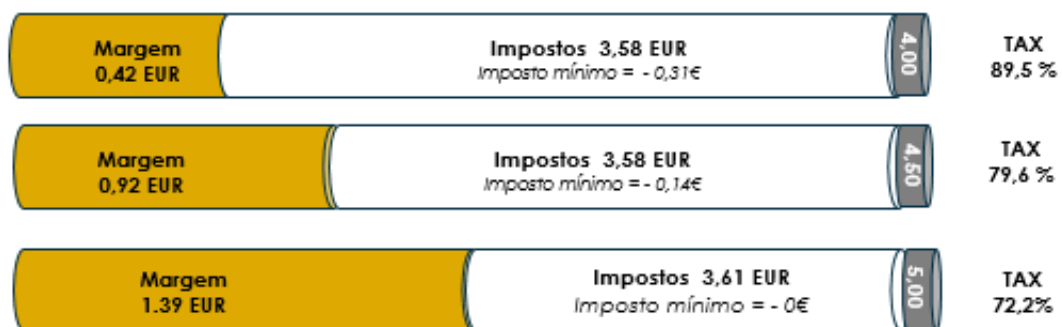 Margem
0,42 EUR
Impostos 3,58 EUR
Imposto mínimo = - 0,31€
4,00
TAX
89,5 %
Margem
0,92 EUR
Impostos 3,58 EUR
Imposto mínimo = - 0,14€
4,50
TAX
79,6 %
Margem
1.39 EUR
Impostos 3,61 EUR
Imposto mínimo = - 0€
5,00
TAX
72,2%